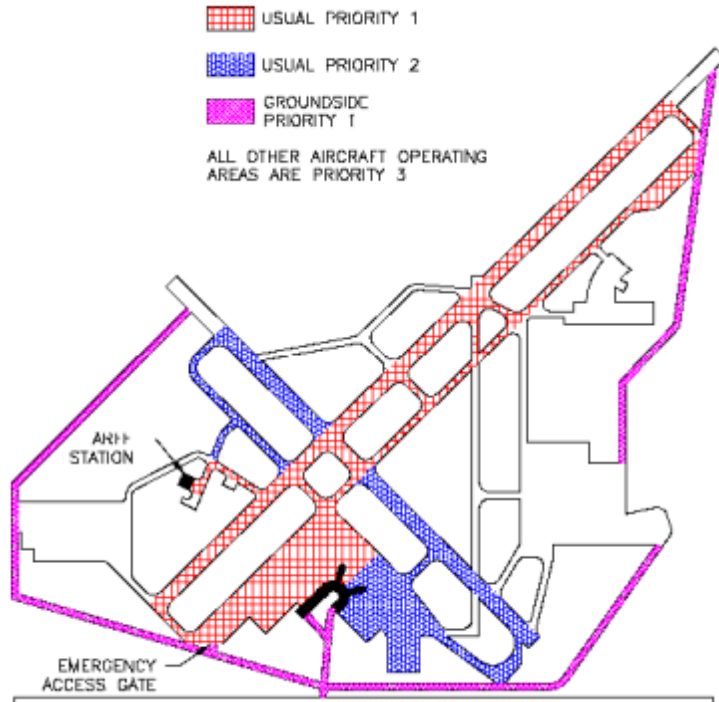 USUAL PRIORITY 1
USUAL PRIORITY 2
GROUNDSIDE
PRIORITY 1
ALL OTHER AIRCRAFT OPERATING
AREAS ARE PRIORITY 3
ARFF
STATION
EMERGENCY
ACCESS GATE